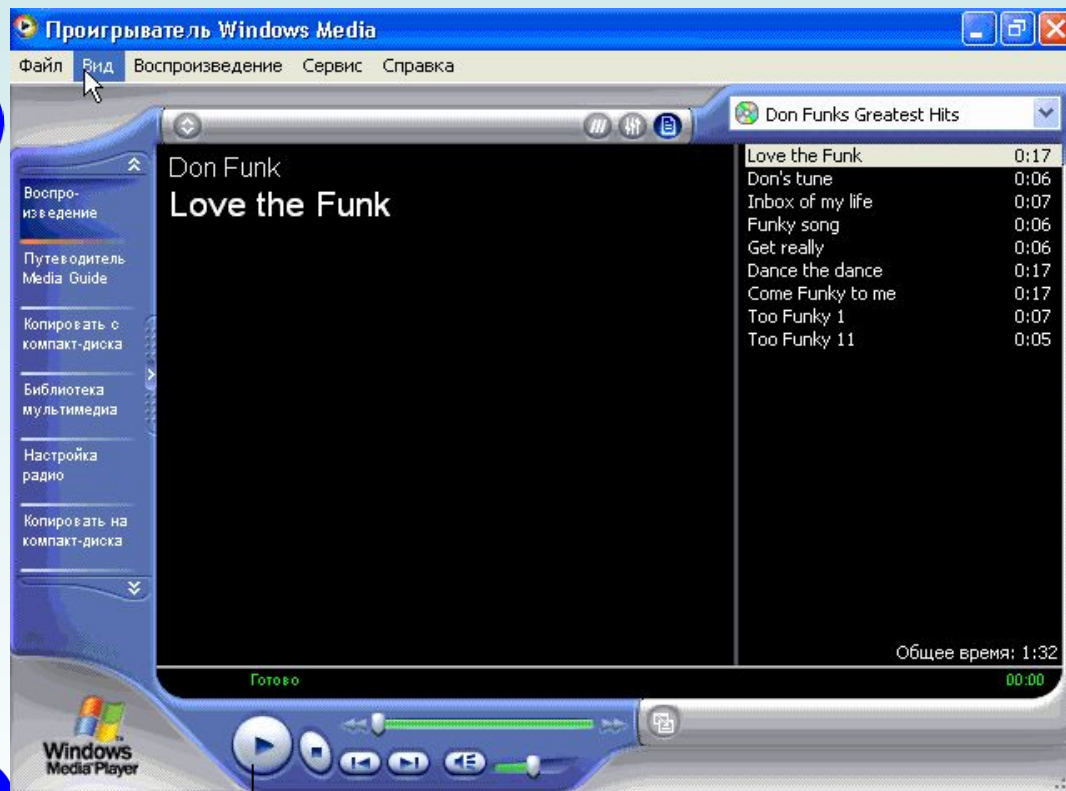 Проигрыватель Windows Media
Файл Вид Воспроизведение Сервис Справка
Don Funks Greatest Hits
Воспро-
изведение
Путеводитель
Media Guide
Копировать с
компакт-диска
Библиотека
мультимедиа
Настройка
радио
Копировать на
компакт-диска
Don Funk
Love the Funk
Love the Funk 0:17
Don's tune 0:06
Inbox of my life 0:07
Funky song 0:06
Get really 0:06
Dance the dance 0:17
Come Funky to me 0:17
Too Funky 1 0:07
Too Funky 11 0:05
Общее время: 1:32
Готово 00:00
Windows
Media Player